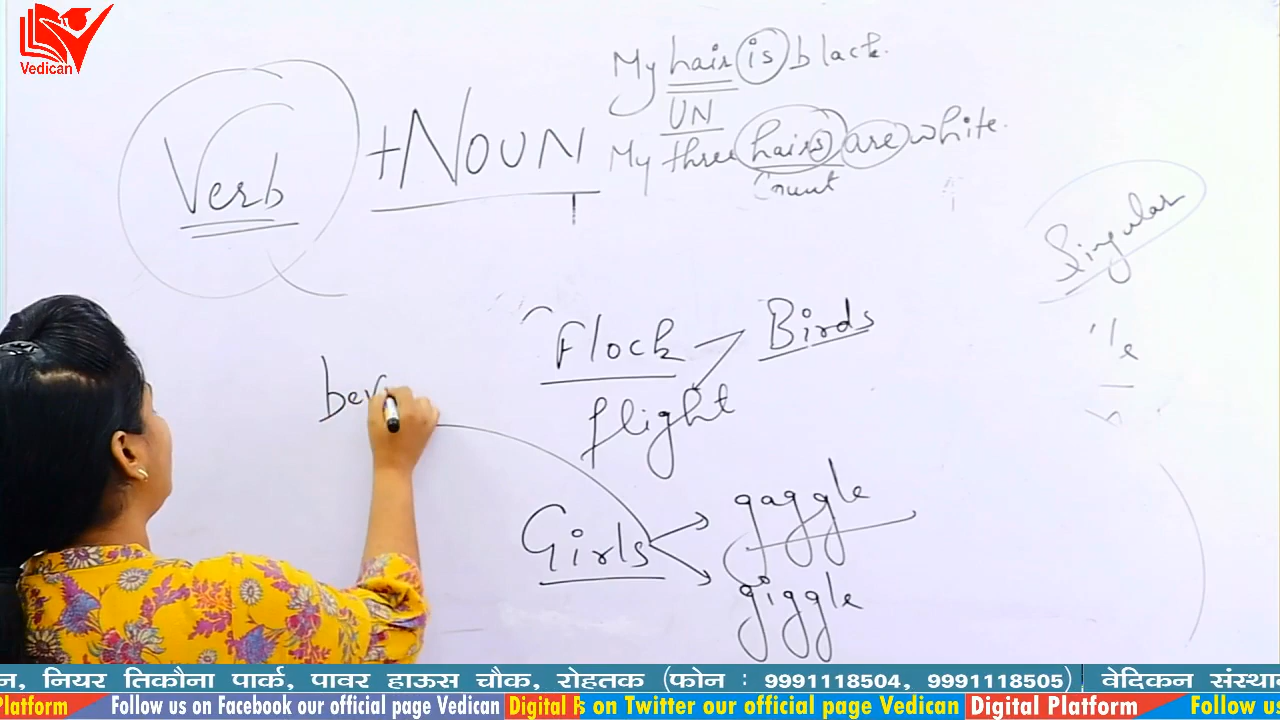 Vedican
My hair is black.
UN
Verb + NOUN
My three hairs are white.
Count
Singular
Flock
Birds
flight
ber
Girls
gaggle
giggle
न, नियर तिकौना पार्क, पावर हाऊस चौक, रोहतक (फोन : 9991118504, 9991118505) वेदिकन संस्था
Platform Follow us on Facebook our official page Vedican Digital P s on Twitter our official page Vedican Digital Platform Follow us